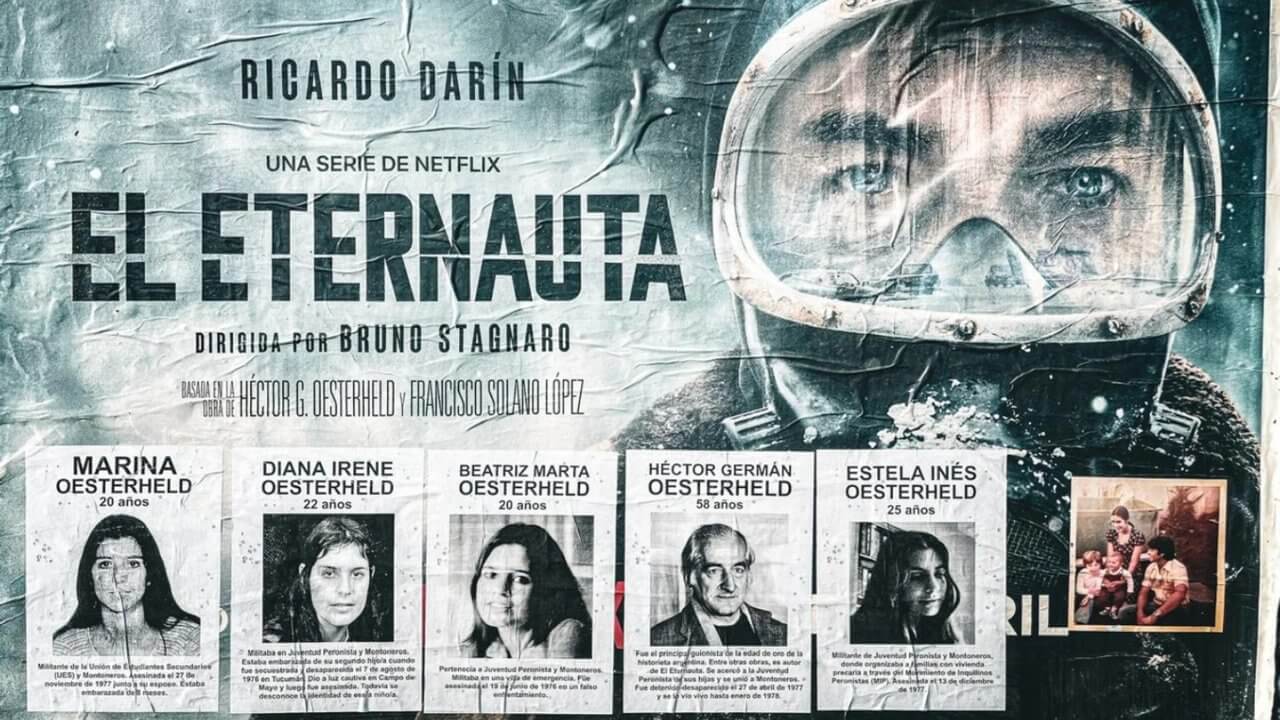 RICARDO DARÍN
UNA SERIE DE NETFLIX
EL ETERNAUTA
DIRIGIDA POR BRUNO STAGNARO
BASADA EN LA
OBRA DE HÉCTOR G. OESTERHELD Y FRANCISCO SOLANO LÓPEZ
MARINA
OESTERHELD
20 años
Militante de la Unión de Estudiantes Secundarios
(UES) y Montoneros. Asesinada el 27 de
noviembre de 1977 junto a su esposo. Estaba
embarazada de 8 meses.
DIANA IRENE
OESTERHELD
22 años
Militaba en Juventud Peronista y Montoneros.
Estaba embarazada de su segundo hijo/a cuando
fue secuestrada y desaparecida el 7 de agosto de
1976 en Tucumán. Dio a luz cautiva en Campo de
Mayo y luego fue asesinada. Todavía se
desconoce la identidad de ese/a niño/a.
BEATRIZ MARTA
OESTERHELD
20 años
Pertenecía a Juventud Peronista y Montoneros.
Militaba en una villa de emergencia. Fue
asesinada el 19 de junio de 1976 en un falso
enfrentamiento.
HÉCTOR GERMÁN
OESTERHELD
58 años
Fue el principal guionista de la edad de oro de la
historieta argentina. Entre otras obras, es autor
de El Eternauta. Se acercó a la Juventud
Peronista por sus hijas y se unió a Montoneros.
Fue detenido desaparecido el 27 de abril de 1977
y se lo vio vivo hasta enero de 1978.
ESTELA INÉS
OESTERHELD
25 años
Militante de Juventud Peronista y Montoneros,
donde organizaba a familias con vivienda
precaria a través del Movimiento de Inquilinos
Peronistas (MIP). Asesinada el 13 de diciembre
de 1977.
RIL